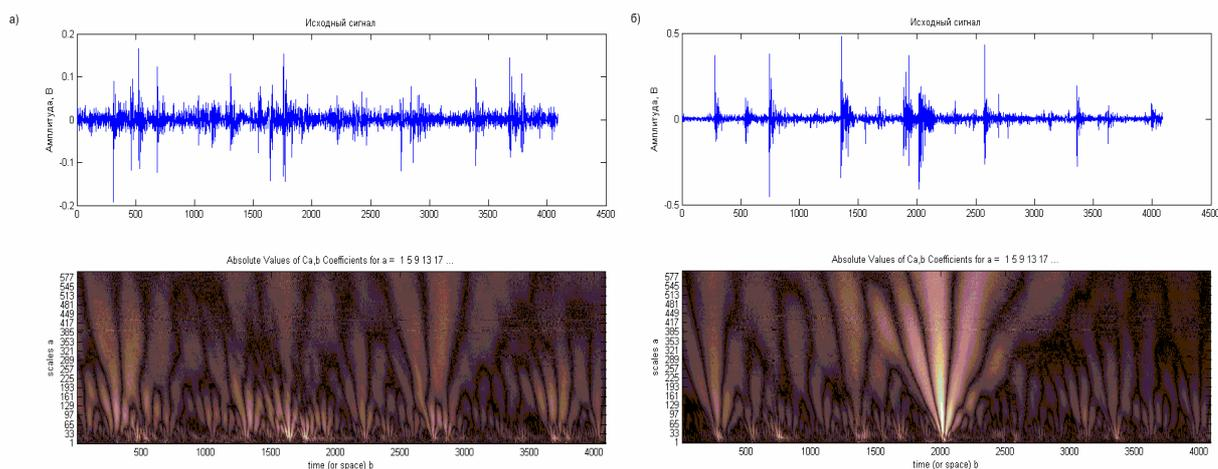 а)
Исходный сигнал
Амплитуда, В
0.2
0.1
0
-0.1
-0.2
0 500 1000 1500 2000 2500 3000 3500 4000 4500
Absolute Values of Ca,b Coefficients for a = 1 5 9 13 17 ...
scales a
577
545
513
481
449
417
385
353
321
289
257
225
193
161
129
97
65
33
1
500 1000 1500 2000 2500 3000 3500 4000
time (or space) b
б)
Исходный сигнал
Амплитуда, В
0.5
0
-0.5
0 500 1000 1500 2000 2500 3000 3500 4000 4500
Absolute Values of Ca,b Coefficients for a = 1 5 9 13 17 ...
scales a
577
545
513
481
449
417
385
353
321
289
257
225
193
161
129
97
65
33
1
500 1000 1500 2000 2500 3000 3500 4000
time (or space) b